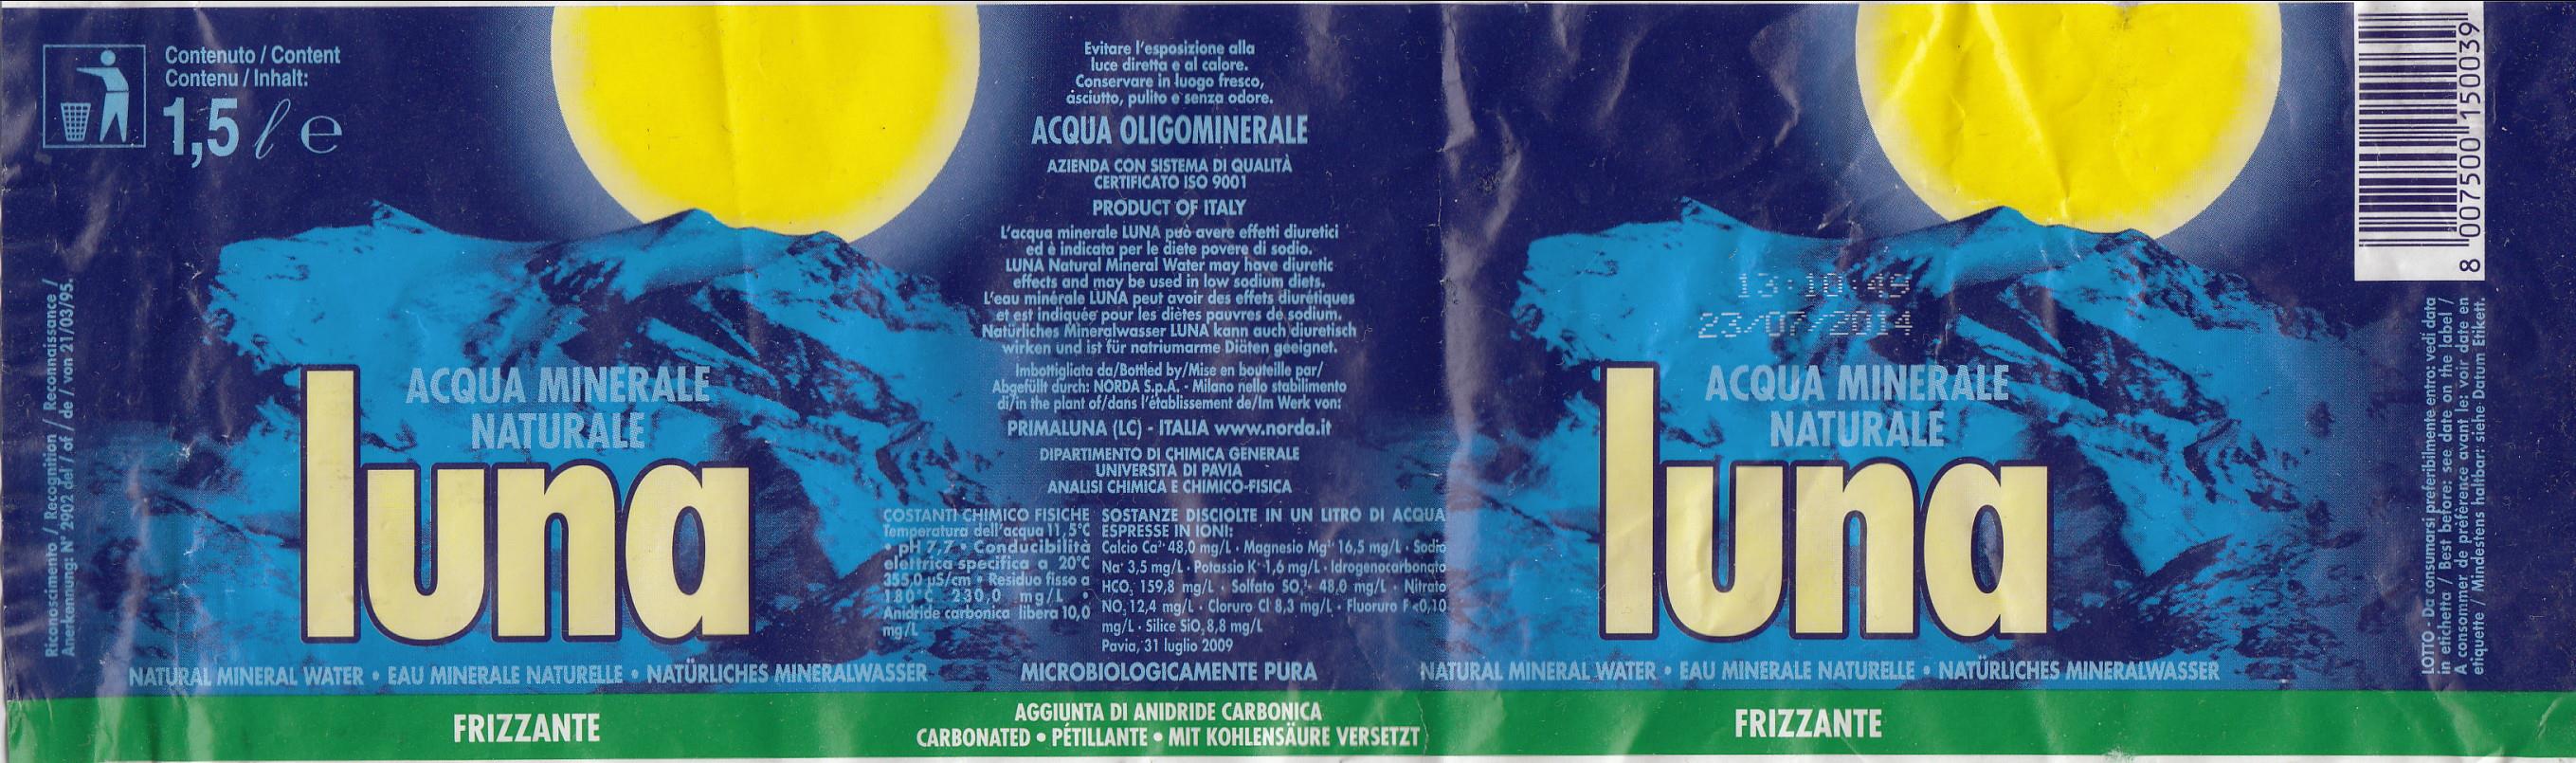 Contenuto / Content
Contenu / Inhalt:
1,5 ℓ e
Riconoscimento / Recognition / Reconnaissance /
Anerkennung: N° 2902 del / of / de / von 21/03/95.
ACQUA MINERALE
NATURALE
luna
NATURAL MINERAL WATER • EAU MINERALE NATURELLE • NATÜRLICHES MINERALWASSER
FRIZZANTE
Evitare l'esposizione alla
luce diretta e al calore.
Conservare in luogo fresco,
asciutto, pulito e senza odore.
ACQUA OLIGOMINERALE
AZIENDA CON SISTEMA DI QUALITÀ
CERTIFICATO ISO 9001
PRODUCT OF ITALY
L'acqua minerale LUNA può avere effetti diuretici
ed è indicata per le diete povere di sodio.
LUNA Natural Mineral Water may have diuretic
effects and may be used in low sodium diets.
L'eau minérale LUNA peut avoir des effets diurétiques
et est indiquée pour les diètes pauvres de sodium.
Natürliches Mineralwasser LUNA kann auch diuretisch
wirken und ist für natriumarme Diäten geeignet.
Imbottigliata da/Bottled by/Mise en bouteille par/
Abgefüllt durch: NORDA S.p.A. - Milano nello stabilimento
di/in the plant of/dans l'établissement de/Im Werk von:
PRIMALUNA (LC) - ITALIA www.norda.it
DIPARTIMENTO DI CHIMICA GENERALE
UNIVERSITÀ DI PAVIA
ANALISI CHIMICA E CHIMICO-FISICA
COSTANTI CHIMICO FISICHE
Temperatura dell'acqua 11,5°C
• pH 7,7 • Conducibilità
elettrica specifica a 20°C
355,0 µS/cm • Residuo fisso a
180°C 230,0 mg/L •
Anidride carbonica libera 10,0
mg/L
SOSTANZE DISCIOLTE IN UN LITRO DI ACQUA
ESPRESSE IN IONI:
Calcio Ca²⁺ 48,0 mg/L • Magnesio Mg²⁺ 16,5 mg/L • Sodio
Na⁺ 3,5 mg/L • Potassio K⁺ 1,6 mg/L • Idrogenocarbonato
HCO₃⁻ 159,8 mg/L • Solfato SO₄²⁻ 48,0 mg/L • Nitrato
NO₃⁻ 12,4 mg/L • Cloruro Cl⁻ 8,3 mg/L • Fluoruro F⁻ <0,10
mg/L • Silice SiO₂ 8,8 mg/L
Pavia, 31 luglio 2009
MICROBIOLOGICAMENTE PURA
AGGIUNTA DI ANIDRIDE CARBONICA
CARBONATED • PÉTILLANTE • MIT KOHLENSÄURE VERSETZT
13:10:49
23/07/2014
ACQUA MINERALE
NATURALE
luna
NATURAL MINERAL WATER • EAU MINERALE NATURELLE • NATÜRLICHES MINERALWASSER
FRIZZANTE
8 007500 150039
LOTTO - Da consumarsi preferibilmente entro: vedi data
in etichetta / Best before: see date on the label /
A consommer de préférence avant le: voir date en
etiquette / Mindestens haltbar: siehe Datum Etikett.